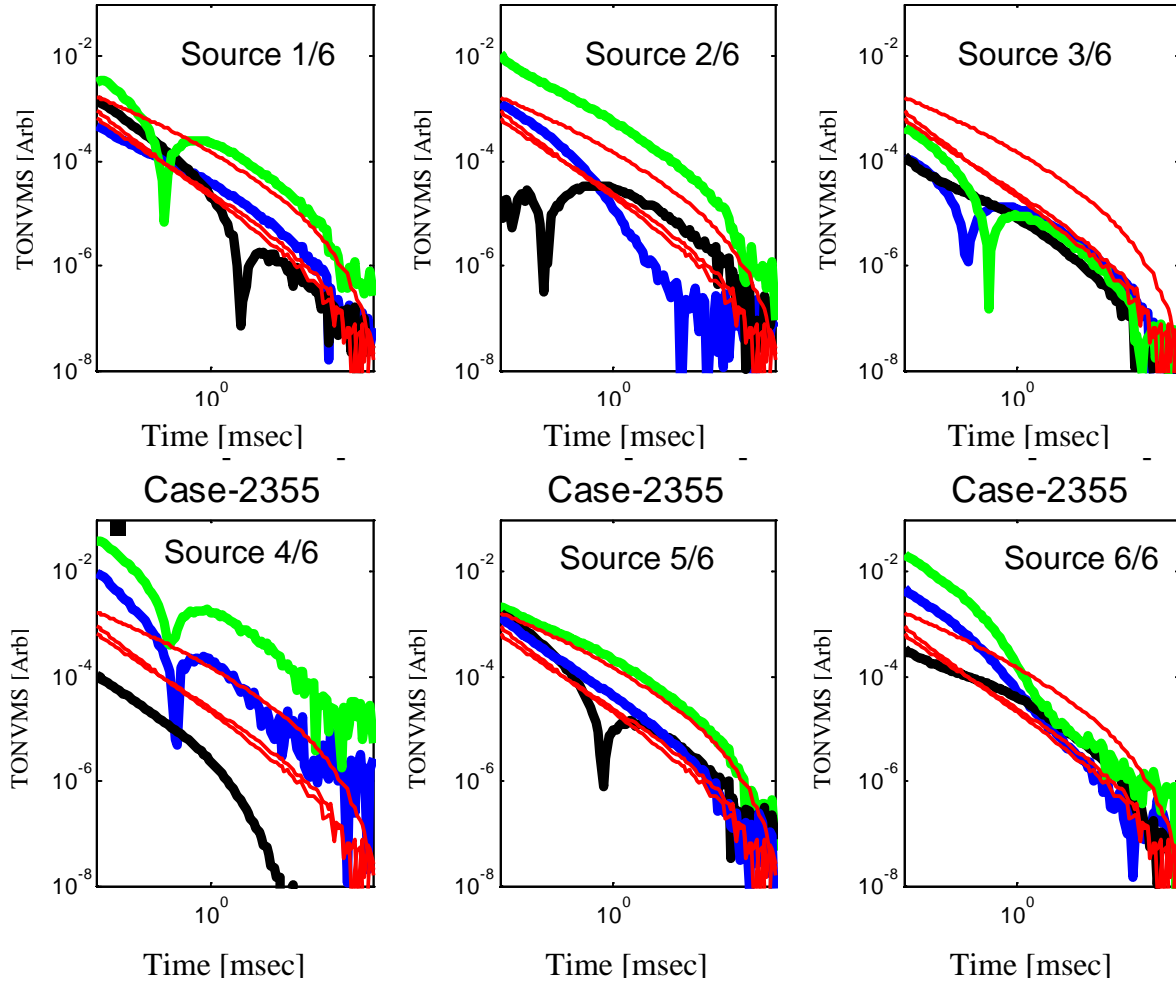 Source 1/6
10^-2
10^-4
10^-6
10^-8
10^0
TONVMS [Arb]
Time [msec]
Source 2/6
10^-2
10^-4
10^-6
10^-8
10^0
TONVMS [Arb]
Time [msec]
Source 3/6
10^-2
10^-4
10^-6
10^-8
10^0
TONVMS [Arb]
Time [msec]
Case-2355
Source 4/6
10^-2
10^-4
10^-6
10^-8
10^0
TONVMS [Arb]
Time [msec]
Case-2355
Source 5/6
10^-2
10^-4
10^-6
10^-8
10^0
TONVMS [Arb]
Time [msec]
Case-2355
Source 6/6
10^-2
10^-4
10^-6
10^-8
10^0
TONVMS [Arb]
Time [msec]